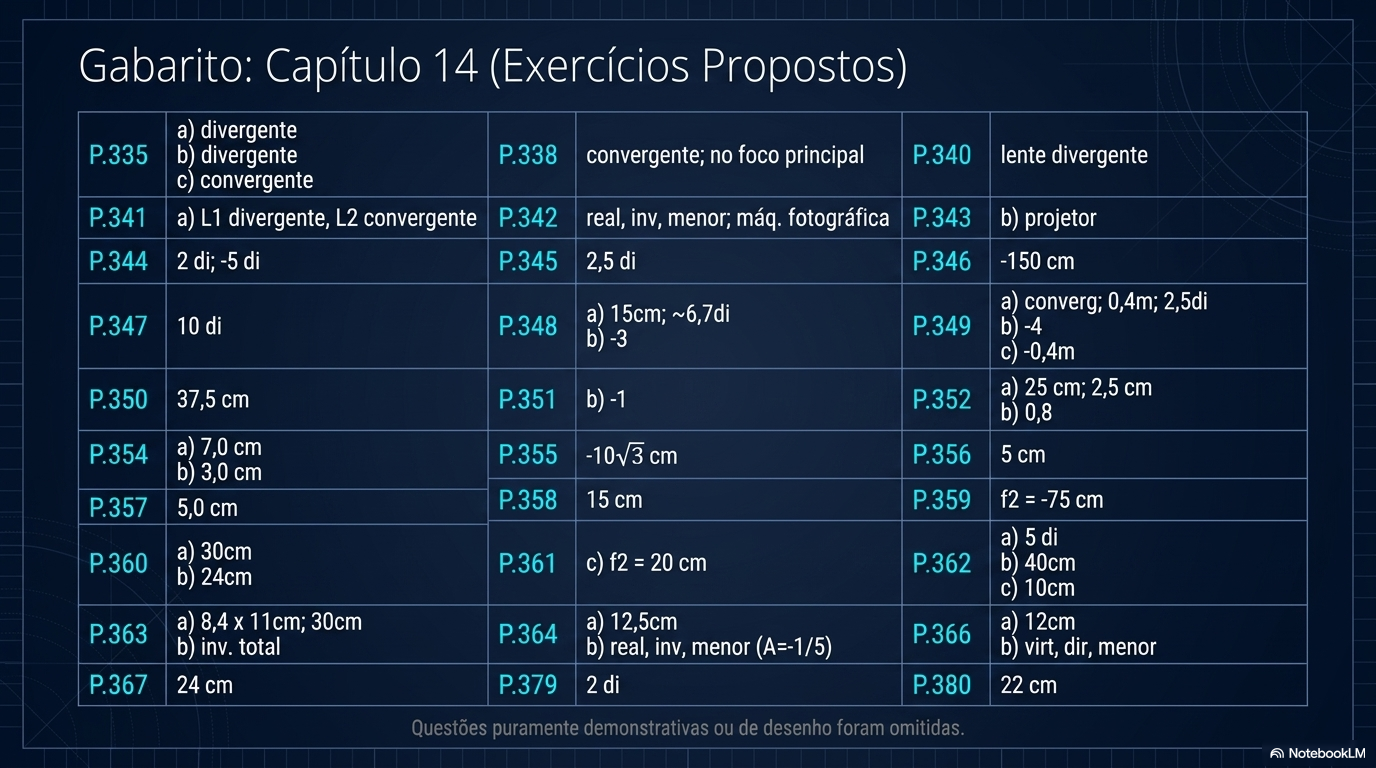 Gabarito: Capítulo 14 (Exercícios Propostos)
P.335
a) divergente
b) divergente
c) convergente
P.338
convergente; no foco principal
P.340
lente divergente
P.341
a) L1 divergente, L2 convergente
P.342
real, inv, menor; máq. fotográfica
P.343
b) projetor
P.344
2 di; -5 di
P.345
2,5 di
P.346
-150 cm
P.347
10 di
P.348
a) 15cm; ~6,7di
b) -3
P.349
a) converg; 0,4m; 2,5di
b) -4
c) -0,4m
P.350
37,5 cm
P.351
b) -1
P.352
a) 25 cm; 2,5 cm
b) 0,8
P.354
a) 7,0 cm
b) 3,0 cm
P.355
-10√3 cm
P.356
5 cm
P.357
5,0 cm
P.358
15 cm
P.359
f2 = -75 cm
P.360
a) 30cm
b) 24cm
P.361
c) f2 = 20 cm
P.362
a) 5 di
b) 40cm
c) 10cm
P.363
a) 8,4 x 11cm; 30cm
b) inv. total
P.364
a) 12,5cm
b) real, inv, menor (A=-1/5)
P.366
a) 12cm
b) virt, dir, menor
P.367
24 cm
P.379
2 di
P.380
22 cm
Questões puramente demonstrativas ou de desenho foram omitidas.
NotebookLM